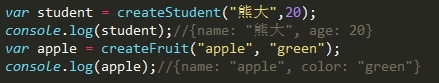 var student = createStudent("熊大",20);
console.log(student);//{name: "熊大", age: 20}
var apple = createFruit("apple", "green");
console.log(apple);//{name: "apple", color: "green"}